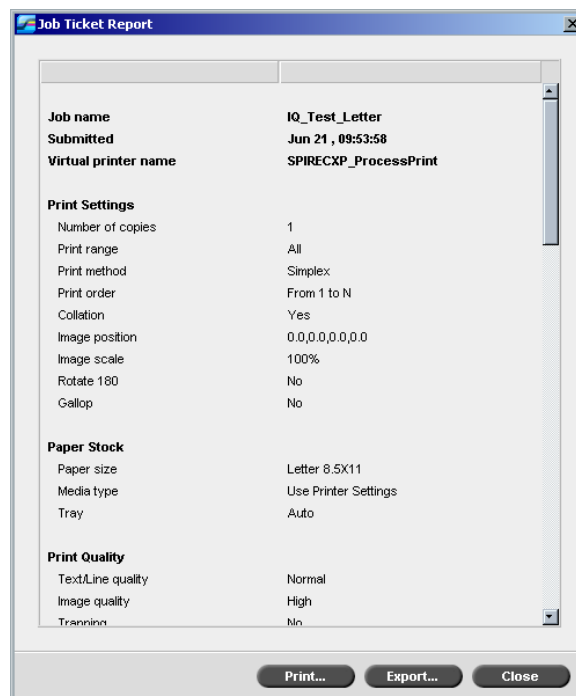 Job Ticket Report
Job name IQ_Test_Letter
Submitted Jun 21 , 09:53:58
Virtual printer name SPIRECXP_ProcessPrint
Print Settings
Number of copies 1
Print range All
Print method Simplex
Print order From 1 to N
Collation Yes
Image position 0.0,0.0,0.0,0.0
Image scale 100%
Rotate 180 No
Gallop No
Paper Stock
Paper size Letter 8.5X11
Media type Use Printer Settings
Tray Auto
Print Quality
Text/Line quality Normal
Image quality High
Trapping No
Print... Export... Close